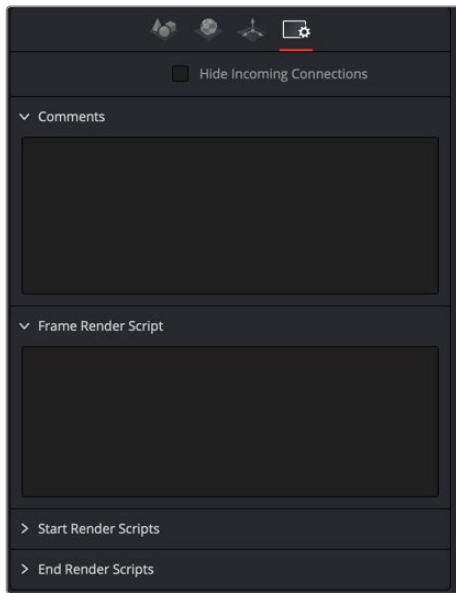 Hide Incoming Connections
Comments
Frame Render Script
Start Render Scripts
End Render Scripts